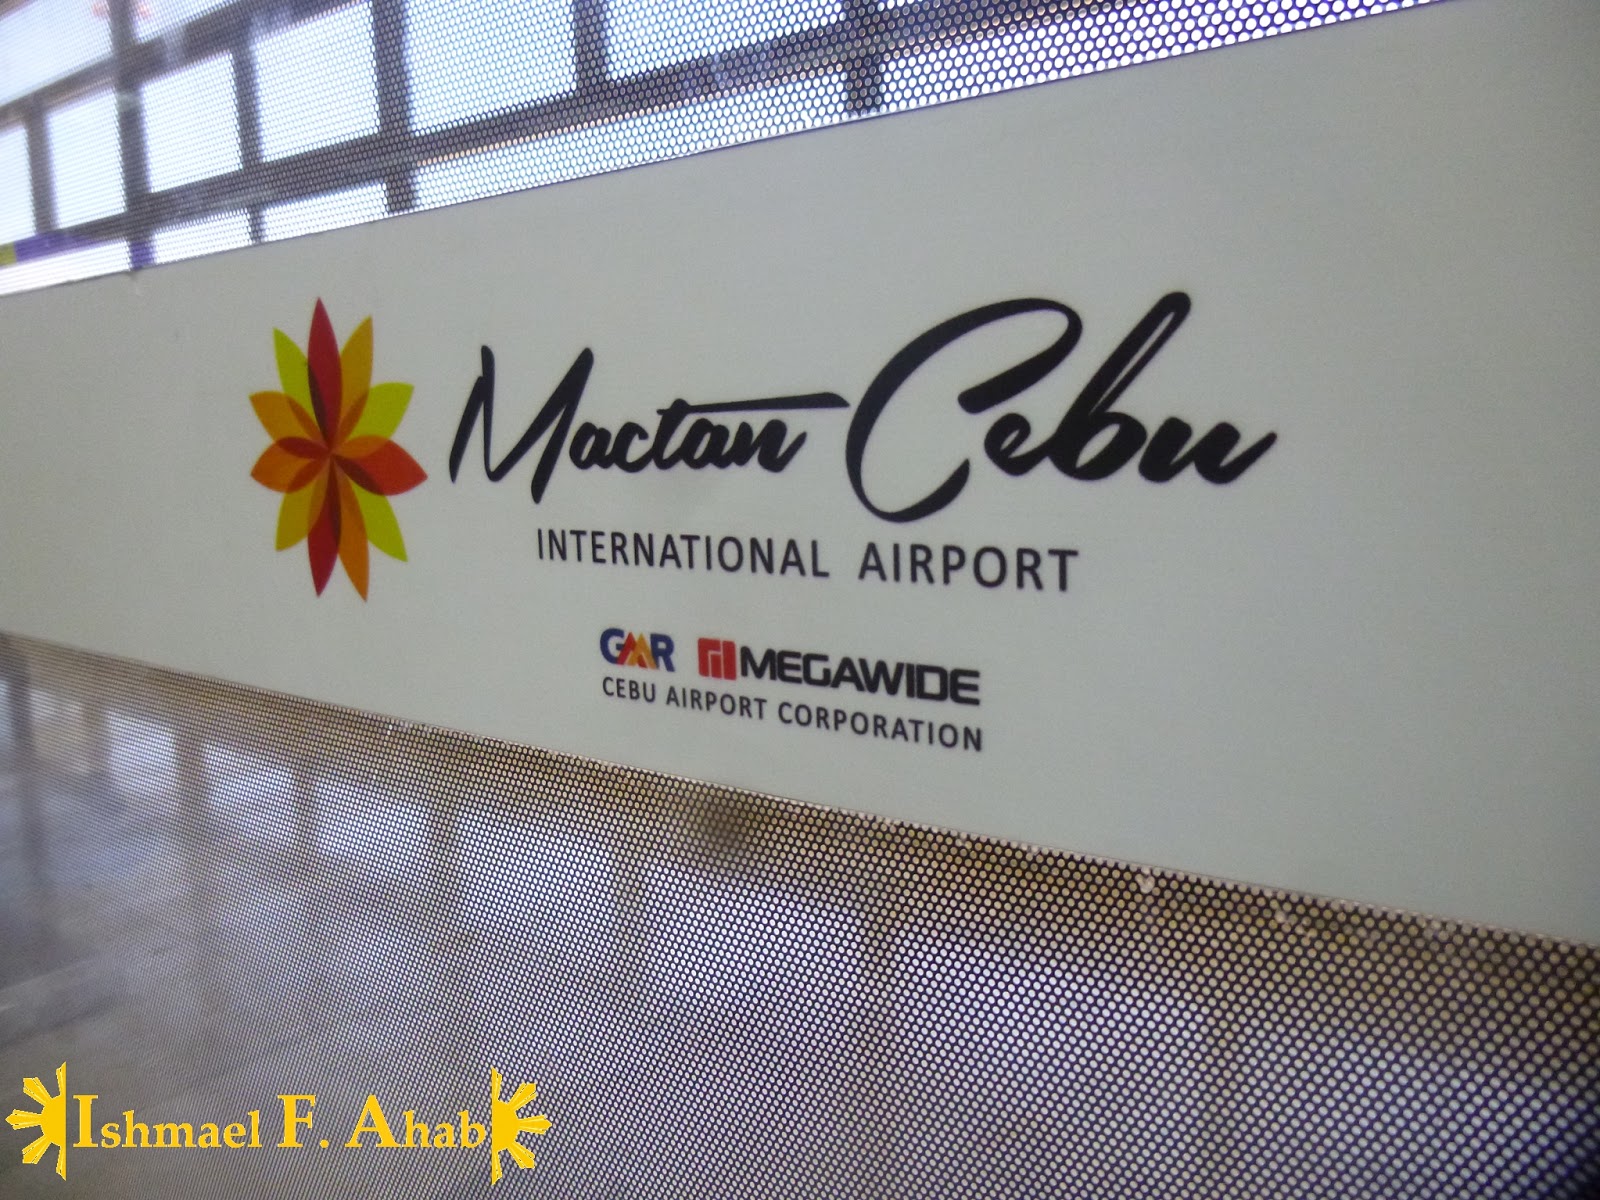 Mactan Cebu
INTERNATIONAL AIRPORT
GMR MEGAWIDE
CEBU AIRPORT CORPORATION
Ishmael F. Ahab